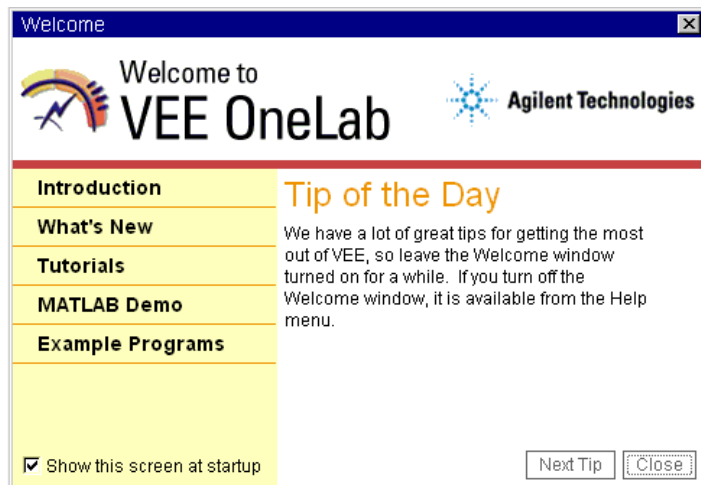 Welcome
Welcome to
VEE OneLab
Agilent Technologies
Introduction
What's New
Tutorials
MATLAB Demo
Example Programs
Show this screen at startup
Tip of the Day
We have a lot of great tips for getting the most
out of VEE, so leave the Welcome window
turned on for a while.  If you turn off the
Welcome window, it is available from the Help
menu.
Next Tip
Close